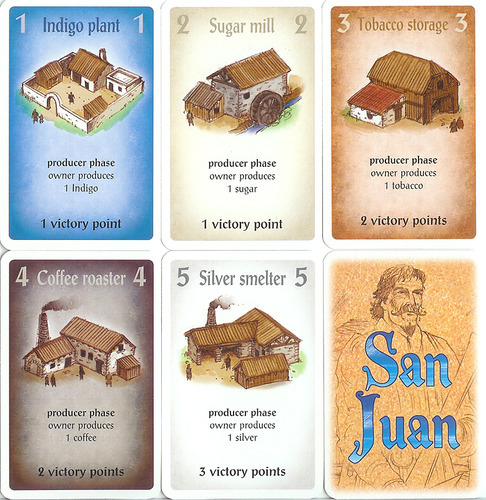 1 Indigo plant 1
producer phase
owner produces
1 Indigo
1 victory point
2 Sugar mill 2
producer phase
owner produces
1 sugar
1 victory point
3 Tobacco storage 3
producer phase
owner produces
1 tobacco
2 victory points
4 Coffee roaster 4
producer phase
owner produces
1 coffee
2 victory points
5 Silver smelter 5
producer phase
owner produces
1 silver
3 victory points
San
Juan